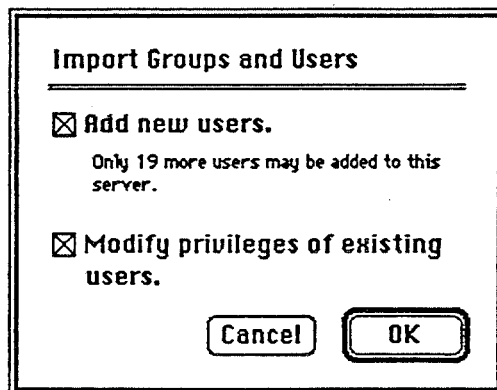 Import Groups and Users
Add new users.
Only 19 more users may be added to this
server.
Modify privileges of existing
users.
Cancel
OK